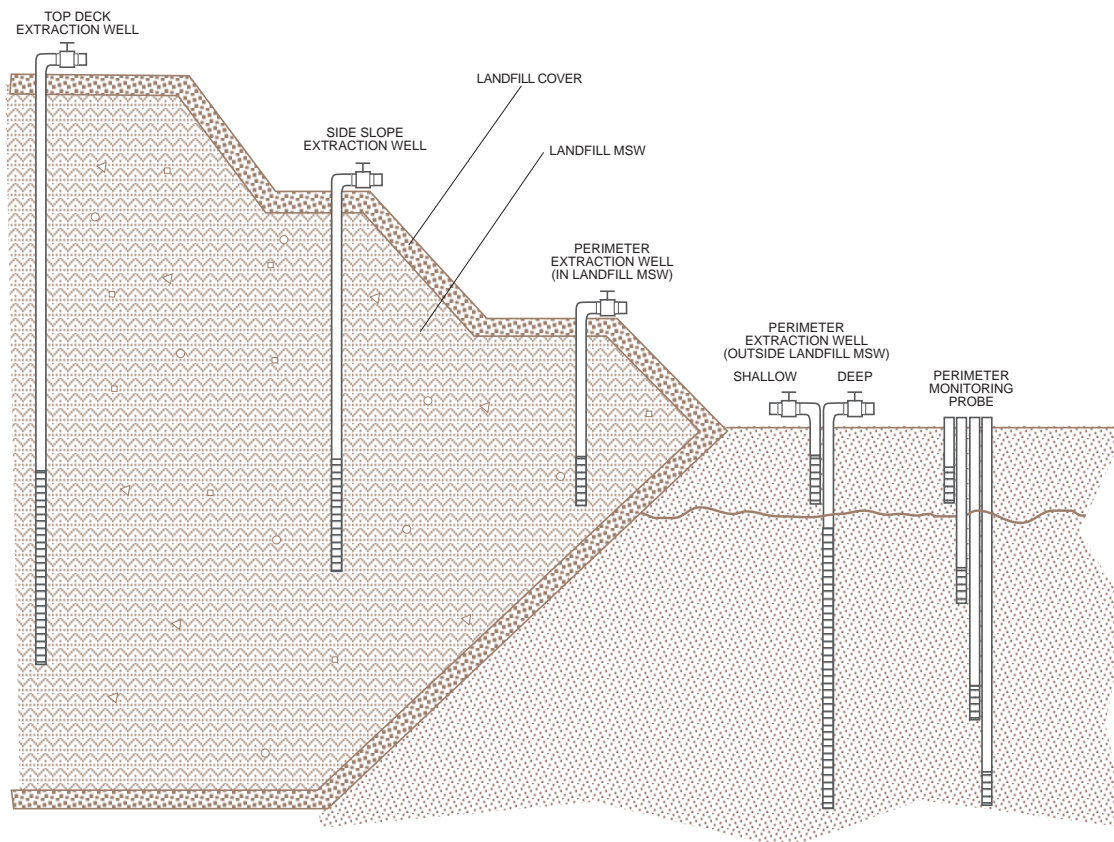 TOP DECK
EXTRACTION WELL
LANDFILL COVER
SIDE SLOPE
EXTRACTION WELL
LANDFILL MSW
PERIMETER
EXTRACTION WELL
(IN LANDFILL MSW)
PERIMETER
EXTRACTION WELL
(OUTSIDE LANDFILL MSW)
SHALLOW
DEEP
PERIMETER
MONITORING
PROBE